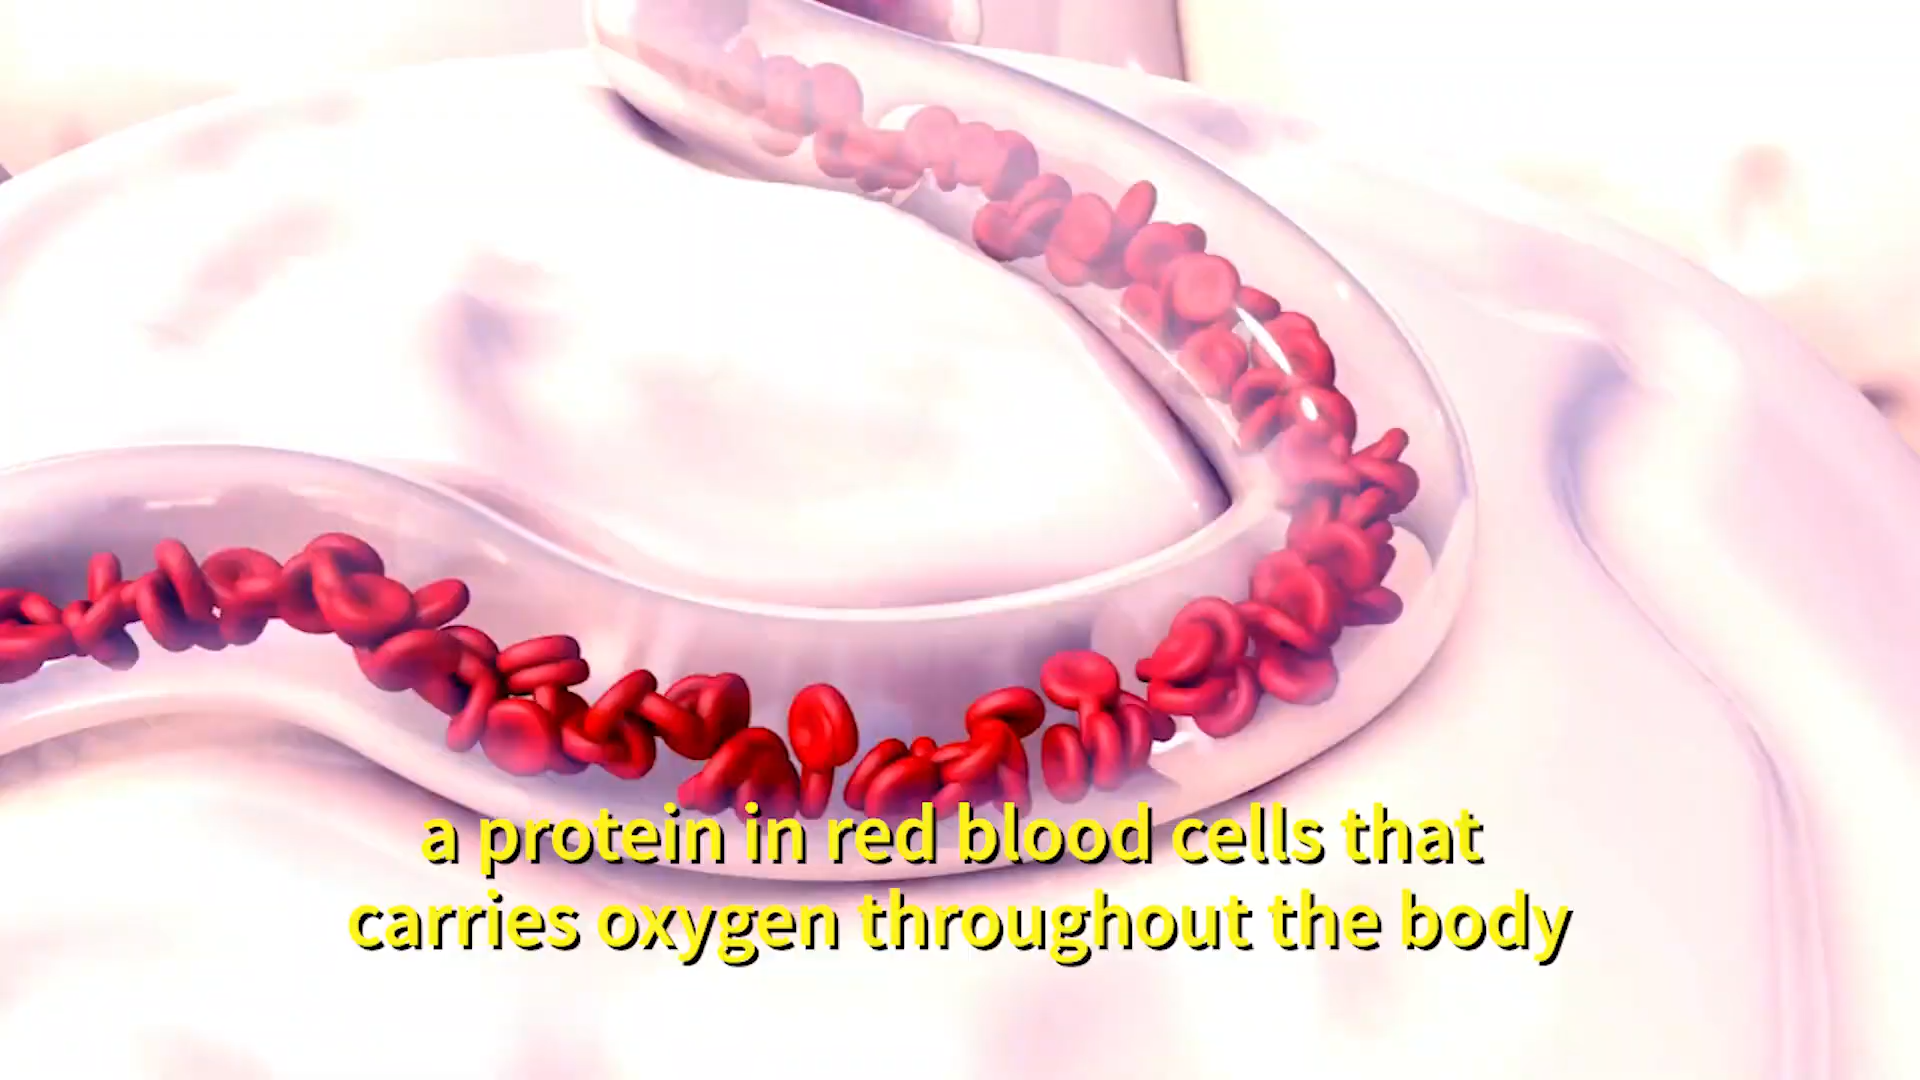 a protein in red blood cells that
carries oxygen throughout the body